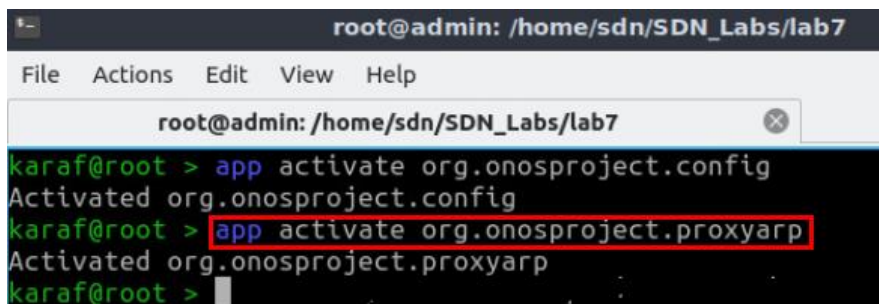 root@admin: /home/sdn/SDN_Labs/lab7
File Actions Edit View Help
root@admin: /home/sdn/SDN_Labs/lab7
karaf@root > app activate org.onosproject.config
Activated org.onosproject.config
karaf@root > app activate org.onosproject.proxyarp
Activated org.onosproject.proxyarp
karaf@root >